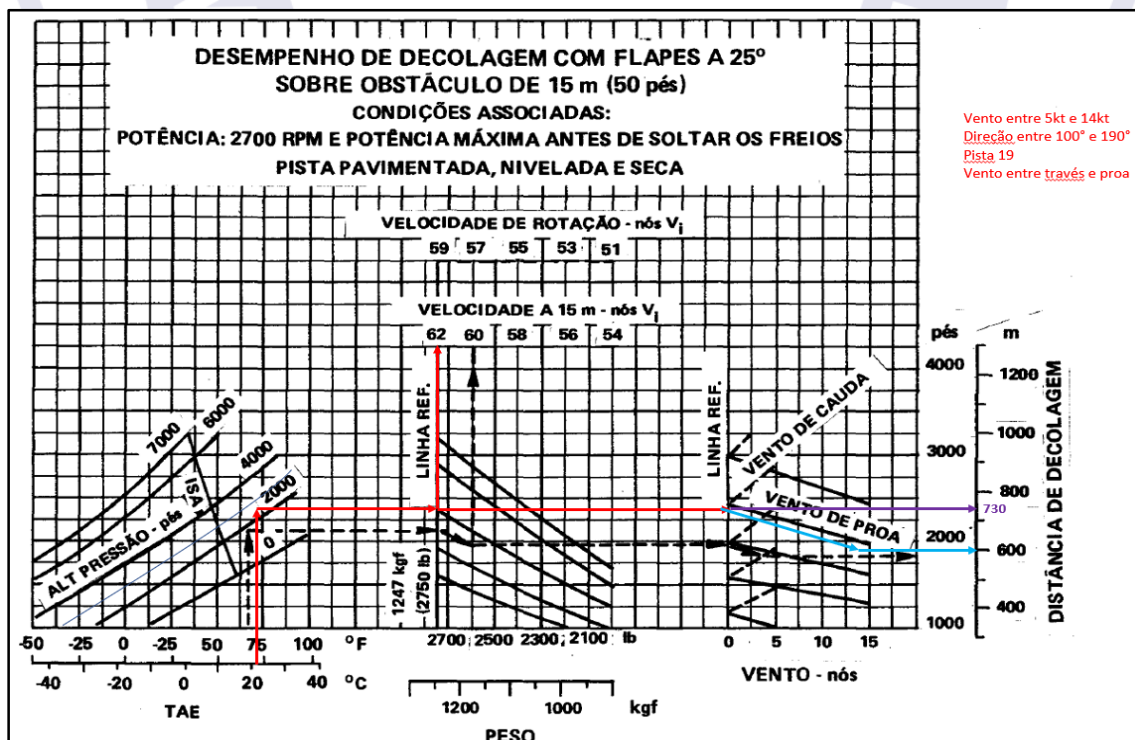 DESEMPENHO DE DECOLAGEM COM FLAPES A 25º
SOBRE OBSTÁCULO DE 15 m (50 pés)
CONDIÇÕES ASSOCIADAS:
POTÊNCIA: 2700 RPM E POTÊNCIA MÁXIMA ANTES DE SOLTAR OS FREIOS
PISTA PAVIMENTADA, NIVELADA E SECA
Vento entre 5kt e 14kt
Direção entre 100° e 190°
Pista 19
Vento entre través e proa
VELOCIDADE DE ROTAÇÃO - nós Vi
59 57 55 53 51
VELOCIDADE A 15 m - nós Vi
62 60 58 56 54
pés m
4000
1200
7000
6000
4000
2000
0
ISA
ALT PRESSÃO - pés
LINHA REF.
1247 kgf
(2750 lb)
LINHA REF.
VENTO DE CAUDA
VENTO DE PROA
1000
3000
800
730
2000
600
400
1000
DISTÂNCIA DE DECOLAGEM
-50 -25 0 25 50 75 100 °F
2700 2500 2300 2100 lb
0 5 10 15
-40 -20 0 20 40 °C
VENTO - nós
TAE
1200 1000 kgf
PESO